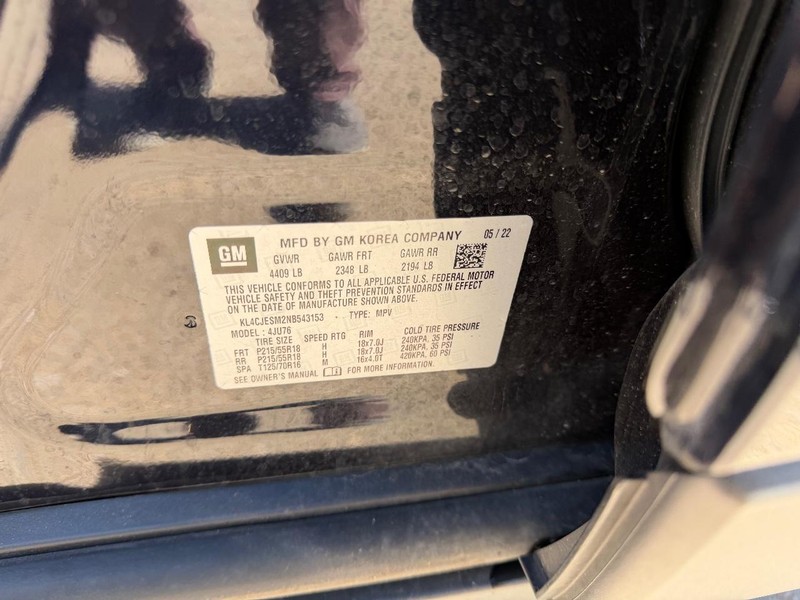 GM
MFD BY GM KOREA COMPANY 05 / 22
GVWR GAWR FRT GAWR RR
4409 LB 2348 LB 2194 LB
THIS VEHICLE CONFORMS TO ALL APPLICABLE U.S. FEDERAL MOTOR
VEHICLE SAFETY AND THEFT PREVENTION STANDARDS IN EFFECT
ON THE DATE OF MANUFACTURE SHOWN ABOVE.
KL4CJESM2NB543153 TYPE: MPV
MODEL: 4JU76
TIRE SIZE SPEED RTG RIM COLD TIRE PRESSURE
FRT P215/55R18 H 18x7.0J 240KPA, 35 PSI
RR P215/55R18 H 18x7.0J 240KPA, 35 PSI
SPA T125/70R16 M 16x4.0T 420KPA, 60 PSI
SEE OWNER'S MANUAL FOR MORE INFORMATION.